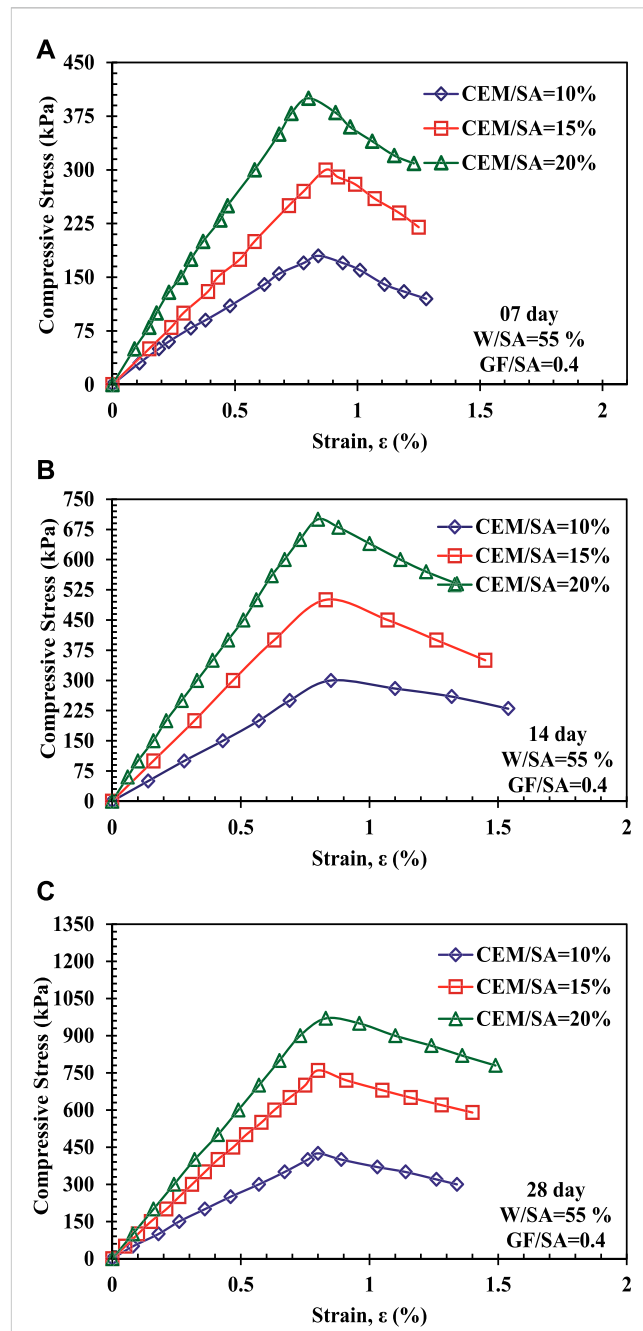 A
450
375
300
225
150
75
0
Compressive Stress (kPa)
CEM/SA=10%
CEM/SA=15%
CEM/SA=20%
07 day
W/SA=55 %
GF/SA=0.4
0 0.5 1 1.5 2
Strain, ε (%)
B
750
675
600
525
450
375
300
225
150
75
0
Compressive Stress (kPa)
CEM/SA=10%
CEM/SA=15%
CEM/SA=20%
14 day
W/SA=55 %
GF/SA=0.4
0 0.5 1 1.5 2
Strain, ε (%)
C
1350
1200
1050
900
750
600
450
300
150
0
Compressive Stress (kPa)
CEM/SA=10%
CEM/SA=15%
CEM/SA=20%
28 day
W/SA=55 %
GF/SA=0.4
0 0.5 1 1.5 2
Strain, ε (%)